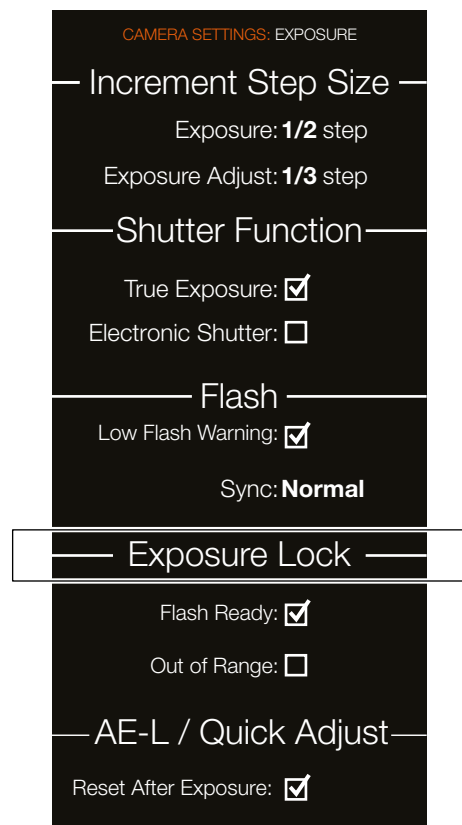 CAMERA SETTINGS: EXPOSURE
Increment Step Size
Exposure: 1/2 step
Exposure Adjust: 1/3 step
Shutter Function
True Exposure:
Electronic Shutter:
Flash
Low Flash Warning:
Sync: Normal
Exposure Lock
Flash Ready:
Out of Range:
AE-L / Quick Adjust
Reset After Exposure: